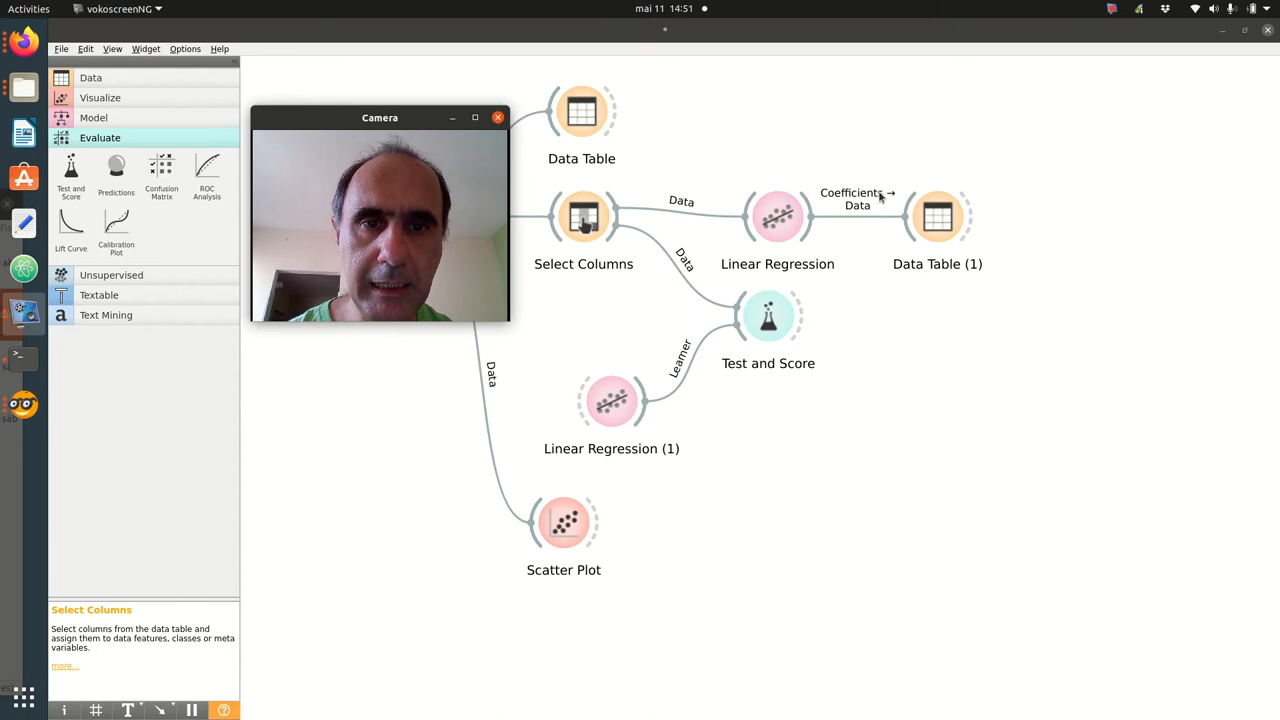 Activities
vokoscreenNG
mai 11 14:51
File Edit View Widget Options Help
Data
Visualize
Model
Evaluate
Test and
Score
Predictions
Confusion
Matrix
ROC
Analysis
Lift Curve
Calibration
Plot
Unsupervised
Textable
Text Mining
Select Columns
Select columns from the data table and
assign them to data features, classes or meta
variables.
more...
Camera
Data Table
Data
Coefficients →
Data
Select Columns
Linear Regression
Data Table (1)
Data
Test and Score
Learner
Linear Regression (1)
Data
Scatter Plot